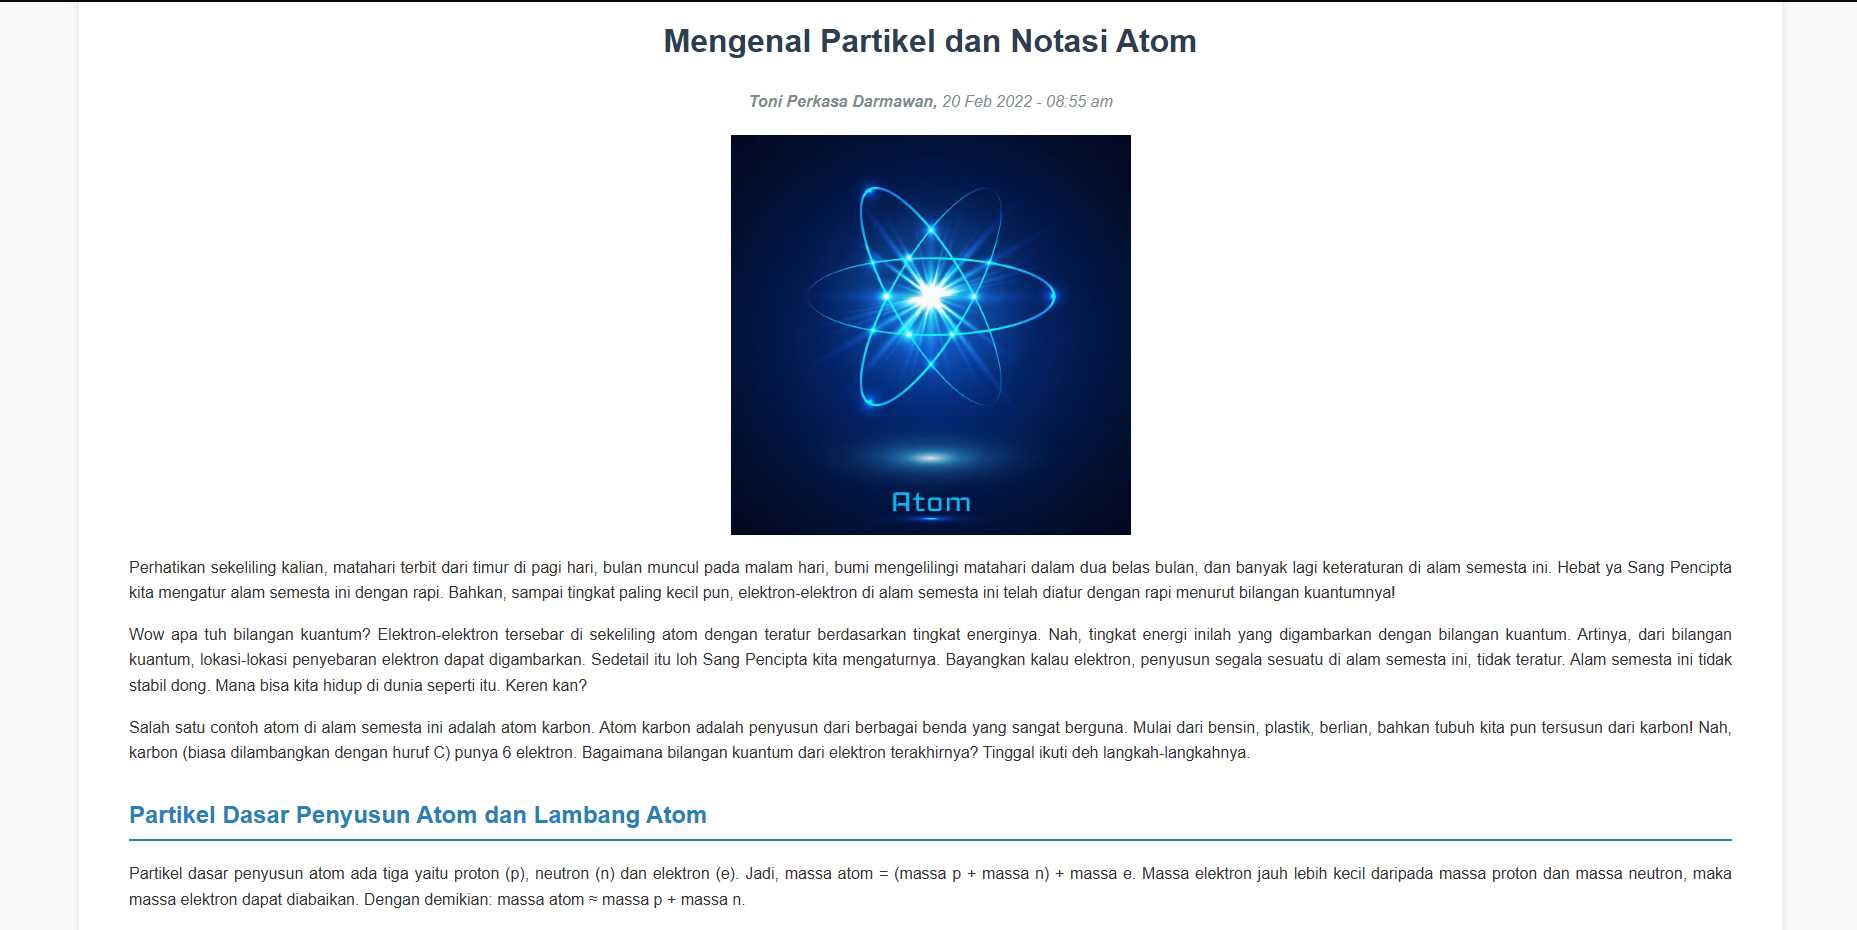 Mengenal Partikel dan Notasi Atom
Toni Perkasa Darmawan, 20 Feb 2022 - 08:55 am
Atom
Perhatikan sekeliling kalian, matahari terbit dari timur di pagi hari, bulan muncul pada malam hari, bumi mengelilingi matahari dalam dua belas bulan, dan banyak lagi keteraturan di alam semesta ini. Hebat ya Sang Pencipta
kita mengatur alam semesta ini dengan rapi. Bahkan, sampai tingkat paling kecil pun, elektron-elektron di alam semesta ini telah diatur dengan rapi menurut bilangan kuantumnya!
Wow apa tuh bilangan kuantum? Elektron-elektron tersebar di sekeliling atom dengan teratur berdasarkan tingkat energinya. Nah, tingkat energi inilah yang digambarkan dengan bilangan kuantum. Artinya, dari bilangan
kuantum, lokasi-lokasi penyebaran elektron dapat digambarkan. Sedetail itu loh Sang Pencipta kita mengaturnya. Bayangkan kalau elektron, penyusun segala sesuatu di alam semesta ini, tidak teratur. Alam semesta ini tidak
stabil dong. Mana bisa kita hidup di dunia seperti itu. Keren kan?
Salah satu contoh atom di alam semesta ini adalah atom karbon. Atom karbon adalah penyusun dari berbagai benda yang sangat berguna. Mulai dari bensin, plastik, berlian, bahkan tubuh kita pun tersusun dari karbon! Nah,
karbon (biasa dilambangkan dengan huruf C) punya 6 elektron. Bagaimana bilangan kuantum dari elektron terakhirnya? Tinggal ikuti deh langkah-langkahnya.
Partikel Dasar Penyusun Atom dan Lambang Atom
Partikel dasar penyusun atom ada tiga yaitu proton (p), neutron (n) dan elektron (e). Jadi, massa atom = (massa p + massa n) + massa e. Massa elektron jauh lebih kecil daripada massa proton dan massa neutron, maka
massa elektron dapat diabaikan. Dengan demikian: massa atom ≈ massa p + massa n.